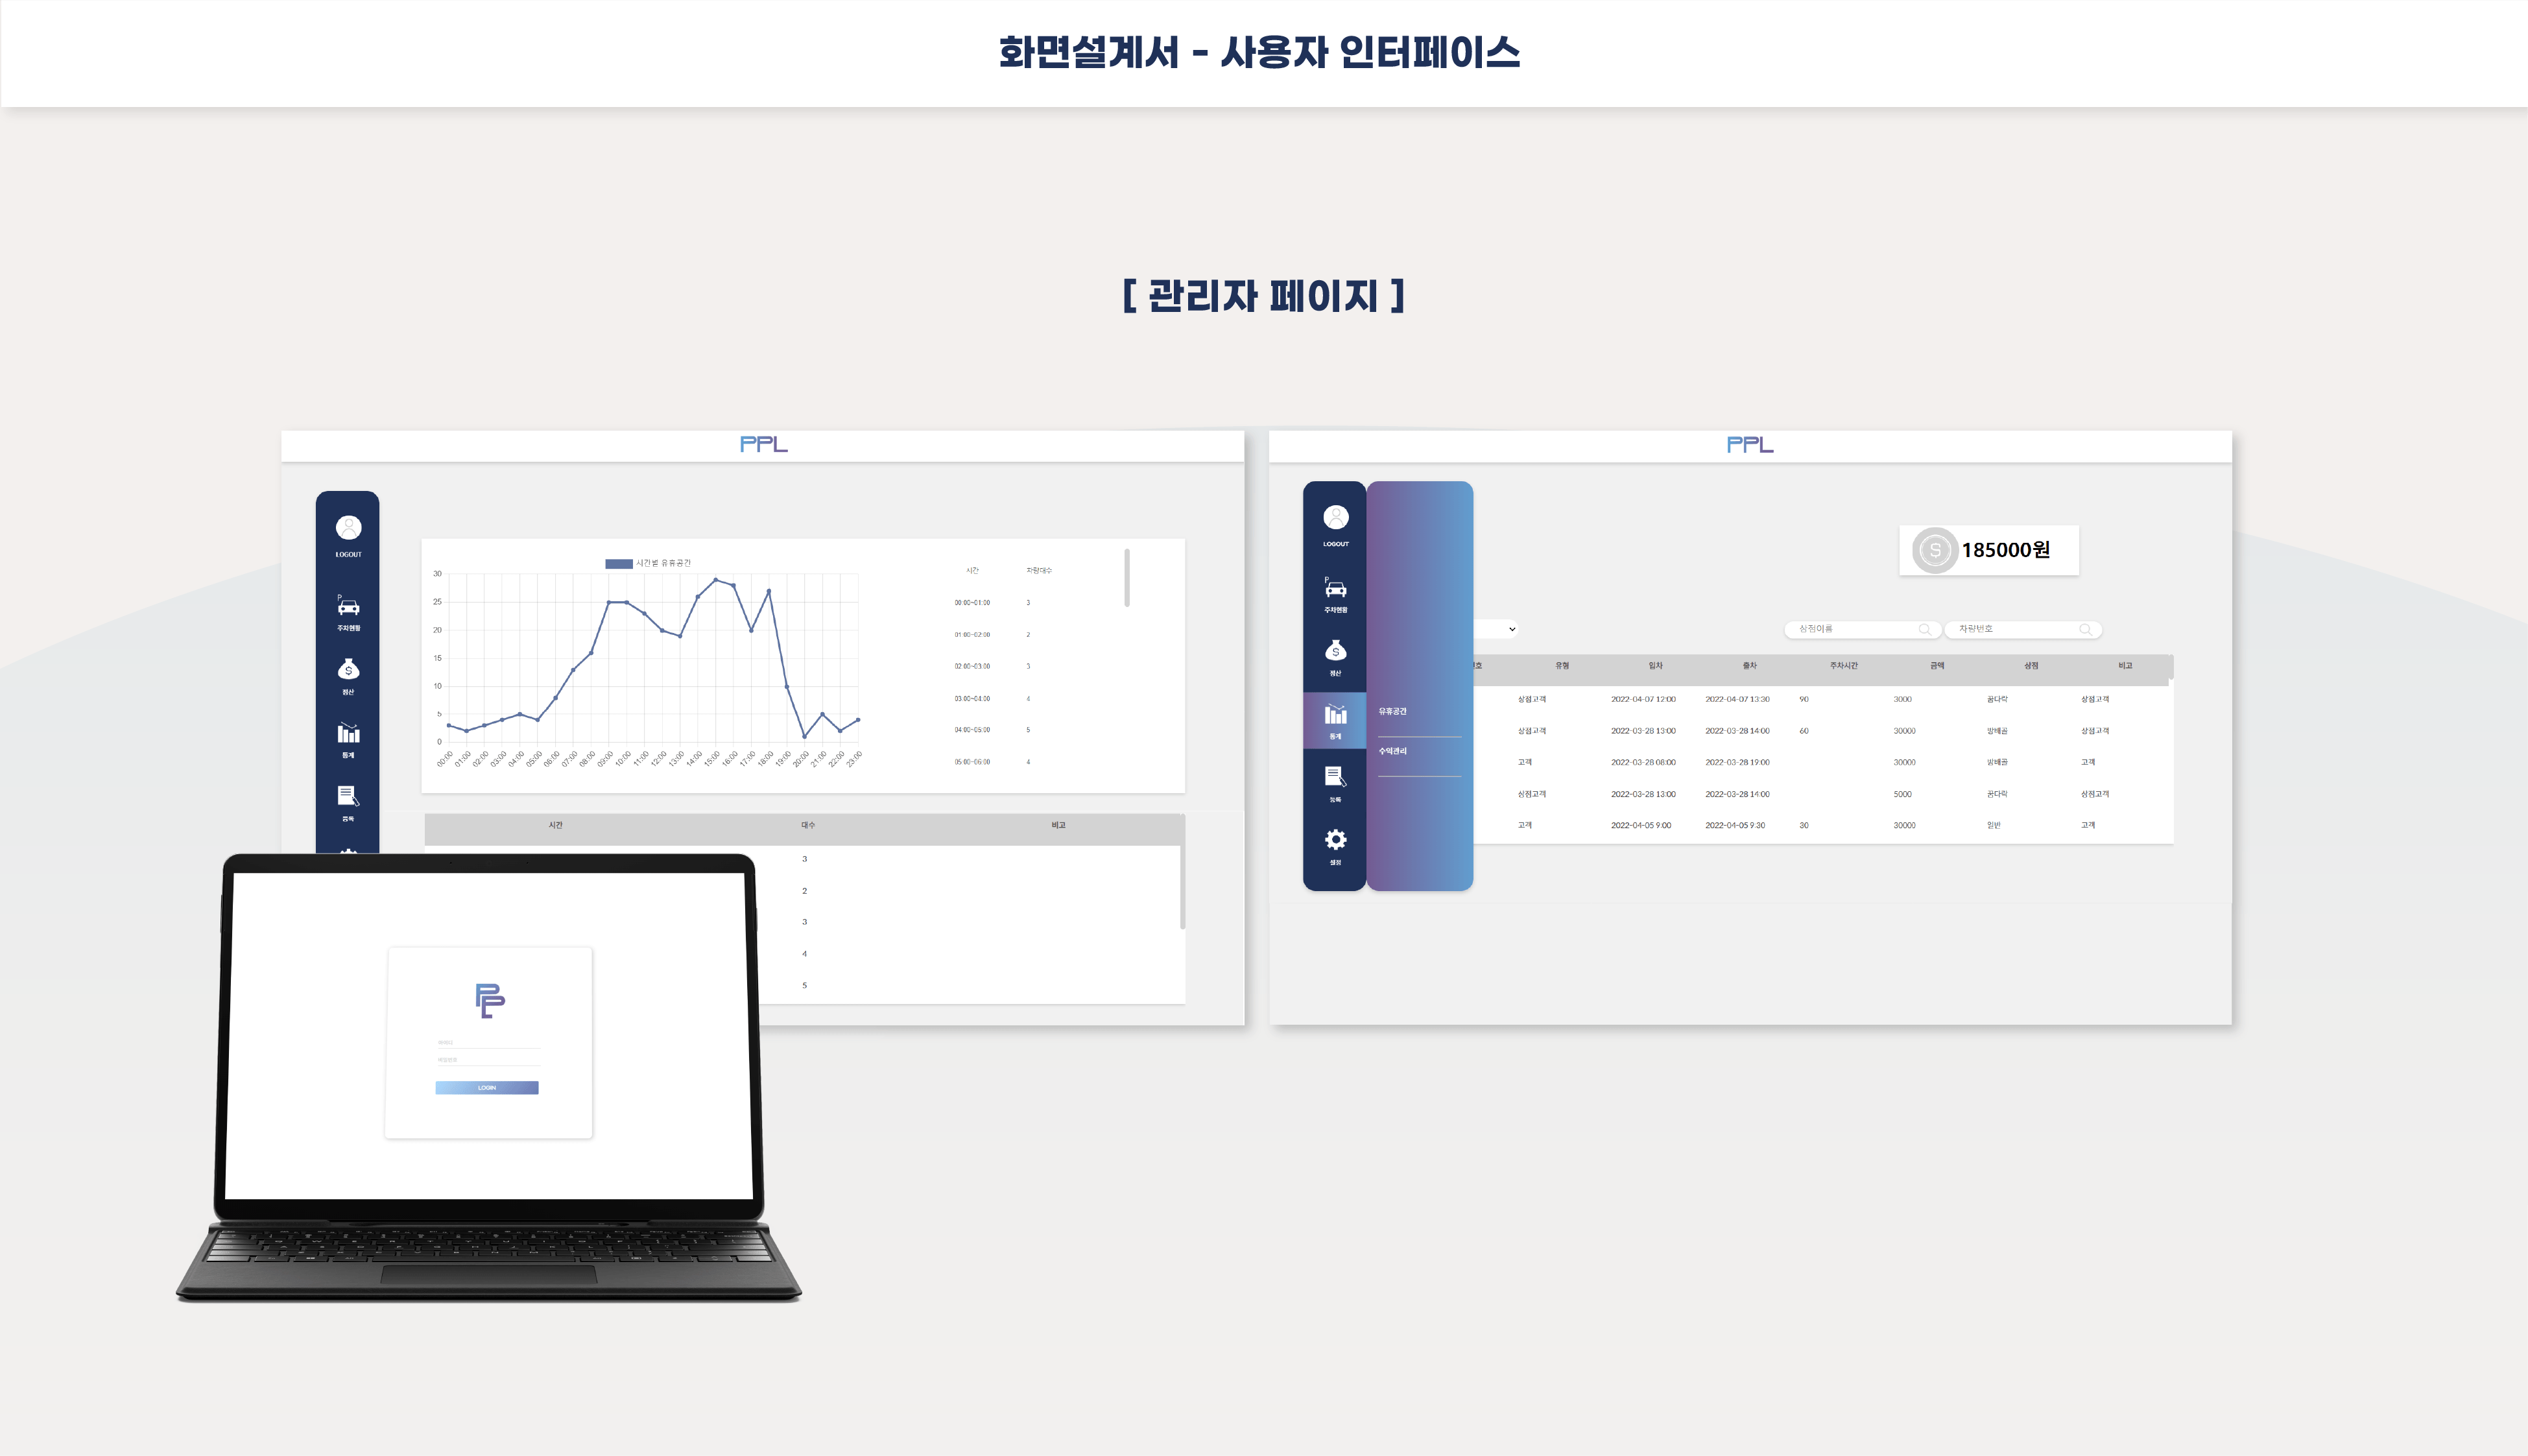 화면설계서 - 사용자 인터페이스
[ 관리자 페이지 ]
PPL
LOGOUT
주차현황
정산
통계
등록
시간별 유휴공간
30
25
20
15
10
5
0
00:00 01:00 02:00 03:00 04:00 05:00 06:00 07:00 08:00 09:00 10:00 11:00 12:00 13:00 14:00 15:00 16:00 17:00 18:00 19:00 20:00 21:00 22:00 23:00
시간 차량대수
00:00~01:00 3
01:00~02:00 2
02:00~03:00 3
03:00~04:00 4
04:00~05:00 5
05:00~06:00 4
시간 대수 비고
3
2
3
4
5
PPL
LOGIN
PPL
LOGOUT
주차현황
정산
통계
등록
설정
유휴공간
수익관리
185000원
상점이름 차량번호
유형 입차 출차 주차시간 금액 상점 비고
상점고객 2022-04-07 12:00 2022-04-07 13:30 90 3000 꿈다락 상점고객
상점고객 2022-03-28 13:00 2022-03-28 14:00 60 30000 방배골 상점고객
고객 2022-03-28 08:00 2022-03-28 19:00 30000 방배골 고객
상점고객 2022-03-28 13:00 2022-03-28 14:00 5000 꿈다락 상점고객
고객 2022-04-05 9:00 2022-04-05 9:30 30 30000 일반 고객